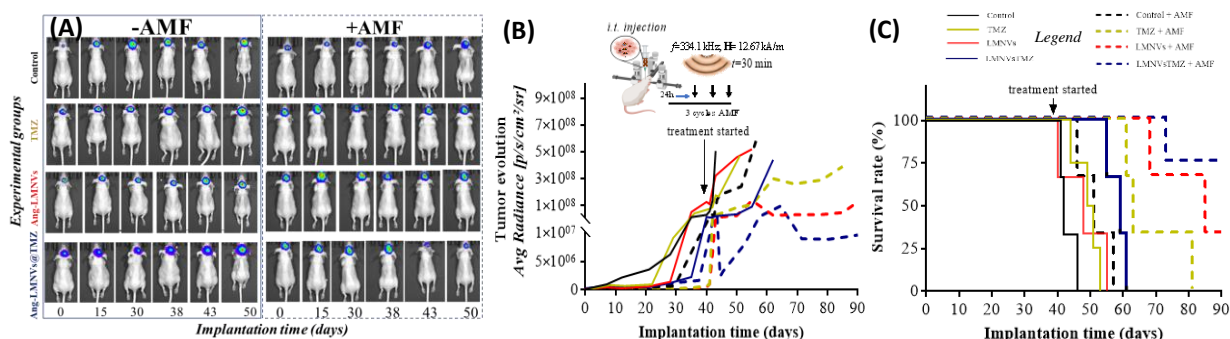 (A)
-AMF
+AMF
Experimental groups
Control
TMZ
Ang-LMNVs
Ang-LMNVs@TMZ
0 15 30 38 43 50
0 15 30 38 43 50
Implantation time (days)
(B)
i.t. injection
f=334.1 kHz, H= 12.67kA/m
t=30 min
24h
3 cycles AMF
treatment started
Tumor evolution
Avg Radiance [p/s/cm²/sr]
9×10⁰⁸
7×10⁰⁸
5×10⁰⁸
3×10⁰⁸
1×10⁰⁸
1×10⁰⁷
5×10⁰⁶
0
0 10 20 30 40 50 60 70 80 90
Implantation time (days)
(C)
Control
TMZ
LMNVs
LMNVsTMZ
Legend
Control + AMF
TMZ + AMF
LMNVs + AMF
LMNVsTMZ + AMF
treatment started
Survival rate (%)
100
75
50
25
0
0 10 20 30 40 50 60 70 80 90
Implantation time (days)